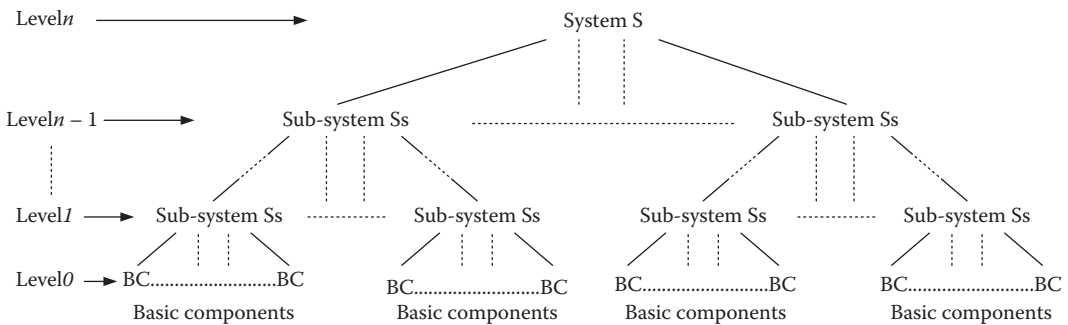 Leveln System S
Leveln – 1 Sub-system Ss Sub-system Ss
Level1 Sub-system Ss Sub-system Ss Sub-system Ss Sub-system Ss
Level0 BC............................BC BC............................BC BC............................BC BC............................BC
Basic components Basic components Basic components Basic components